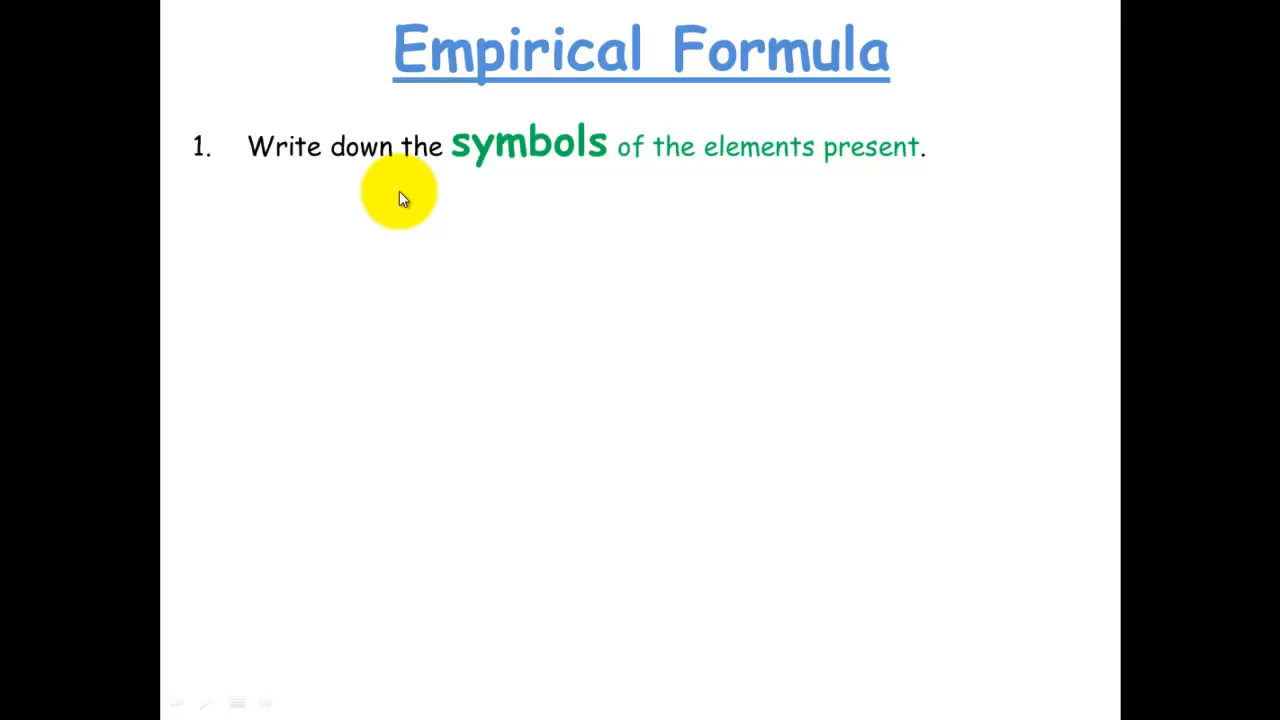 Empirical Formula
1. Write down the symbols of the elements present.